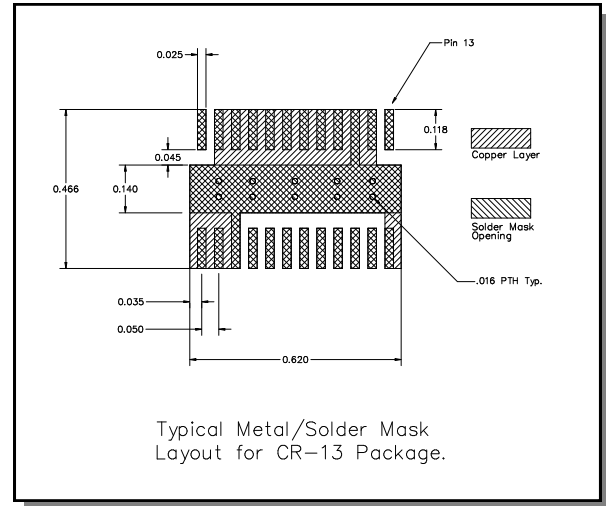 Pin 13
0.025
0.118
Copper Layer
0.045
0.466
0.140
Solder Mask
Opening
.016 PTH Typ.
0.035
0.050
0.620
Typical Metal/Solder Mask
Layout for CR-13 Package.